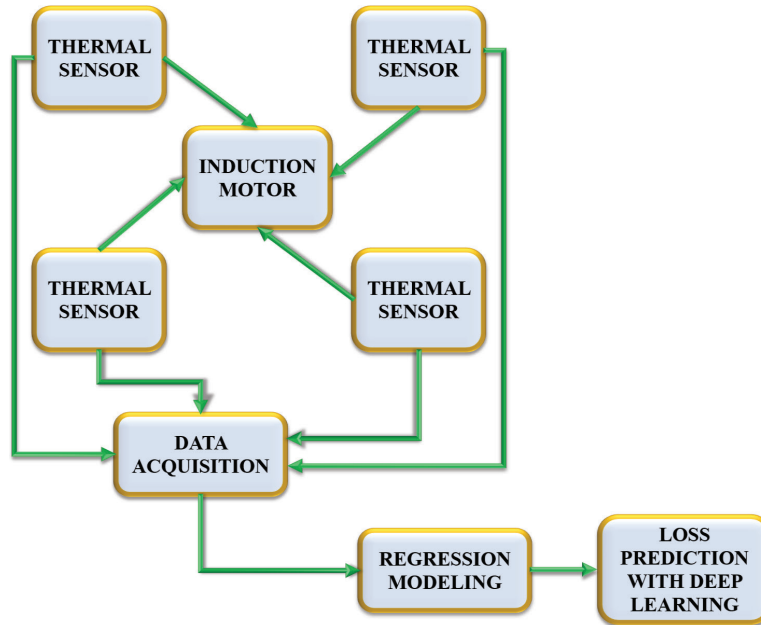 THERMAL
SENSOR
THERMAL
SENSOR
INDUCTION
MOTOR
THERMAL
SENSOR
THERMAL
SENSOR
DATA
ACQUISITION
REGRESSION
MODELING
LOSS
PREDICTION
WITH DEEP
LEARNING